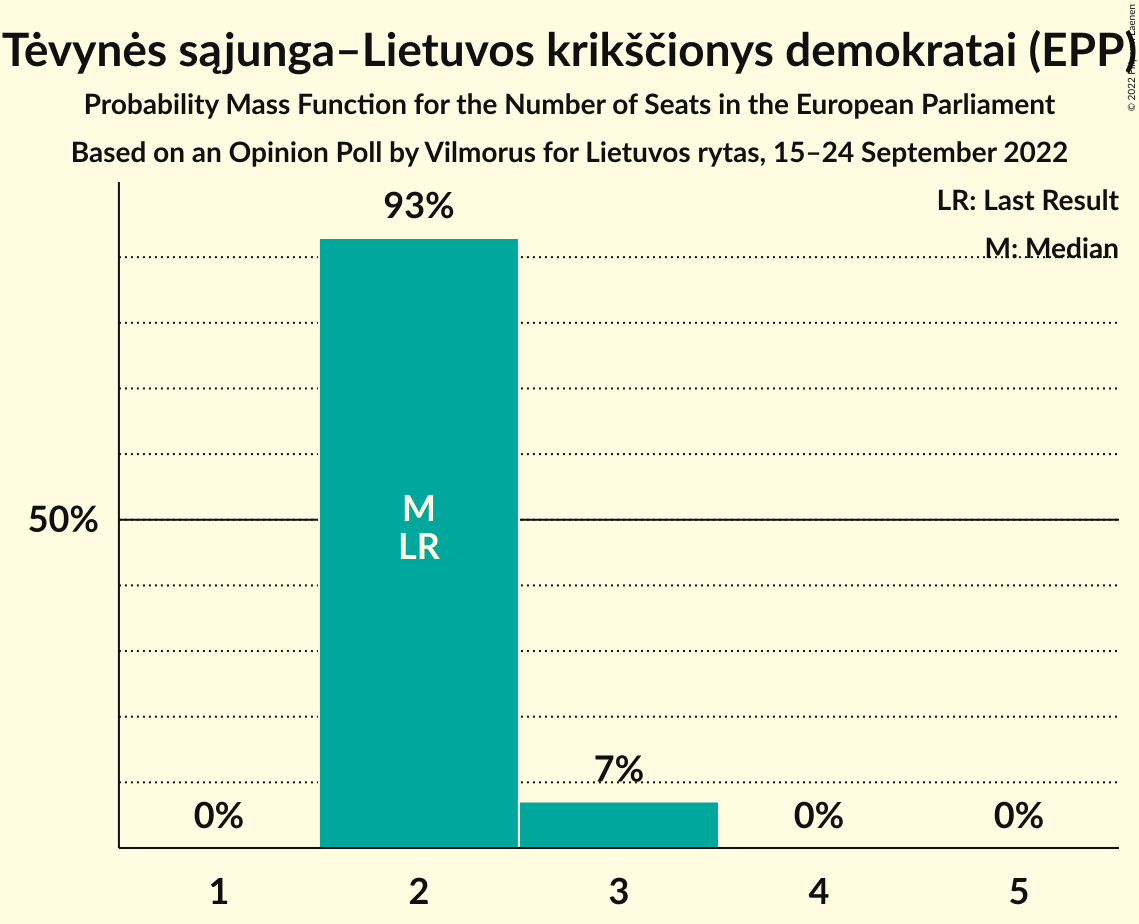 Tėvynės sąjunga–Lietuvos krikščionys demokratai (EPP)
Probability Mass Function for the Number of Seats in the European Parliament
Based on an Opinion Poll by Vilmorus for Lietuvos rytas, 15–24 September 2022
© 2022 Laenen
LR: Last Result
M: Median
93%
50%
M
LR
7%
0%
0%
0%
1
2
3
4
5